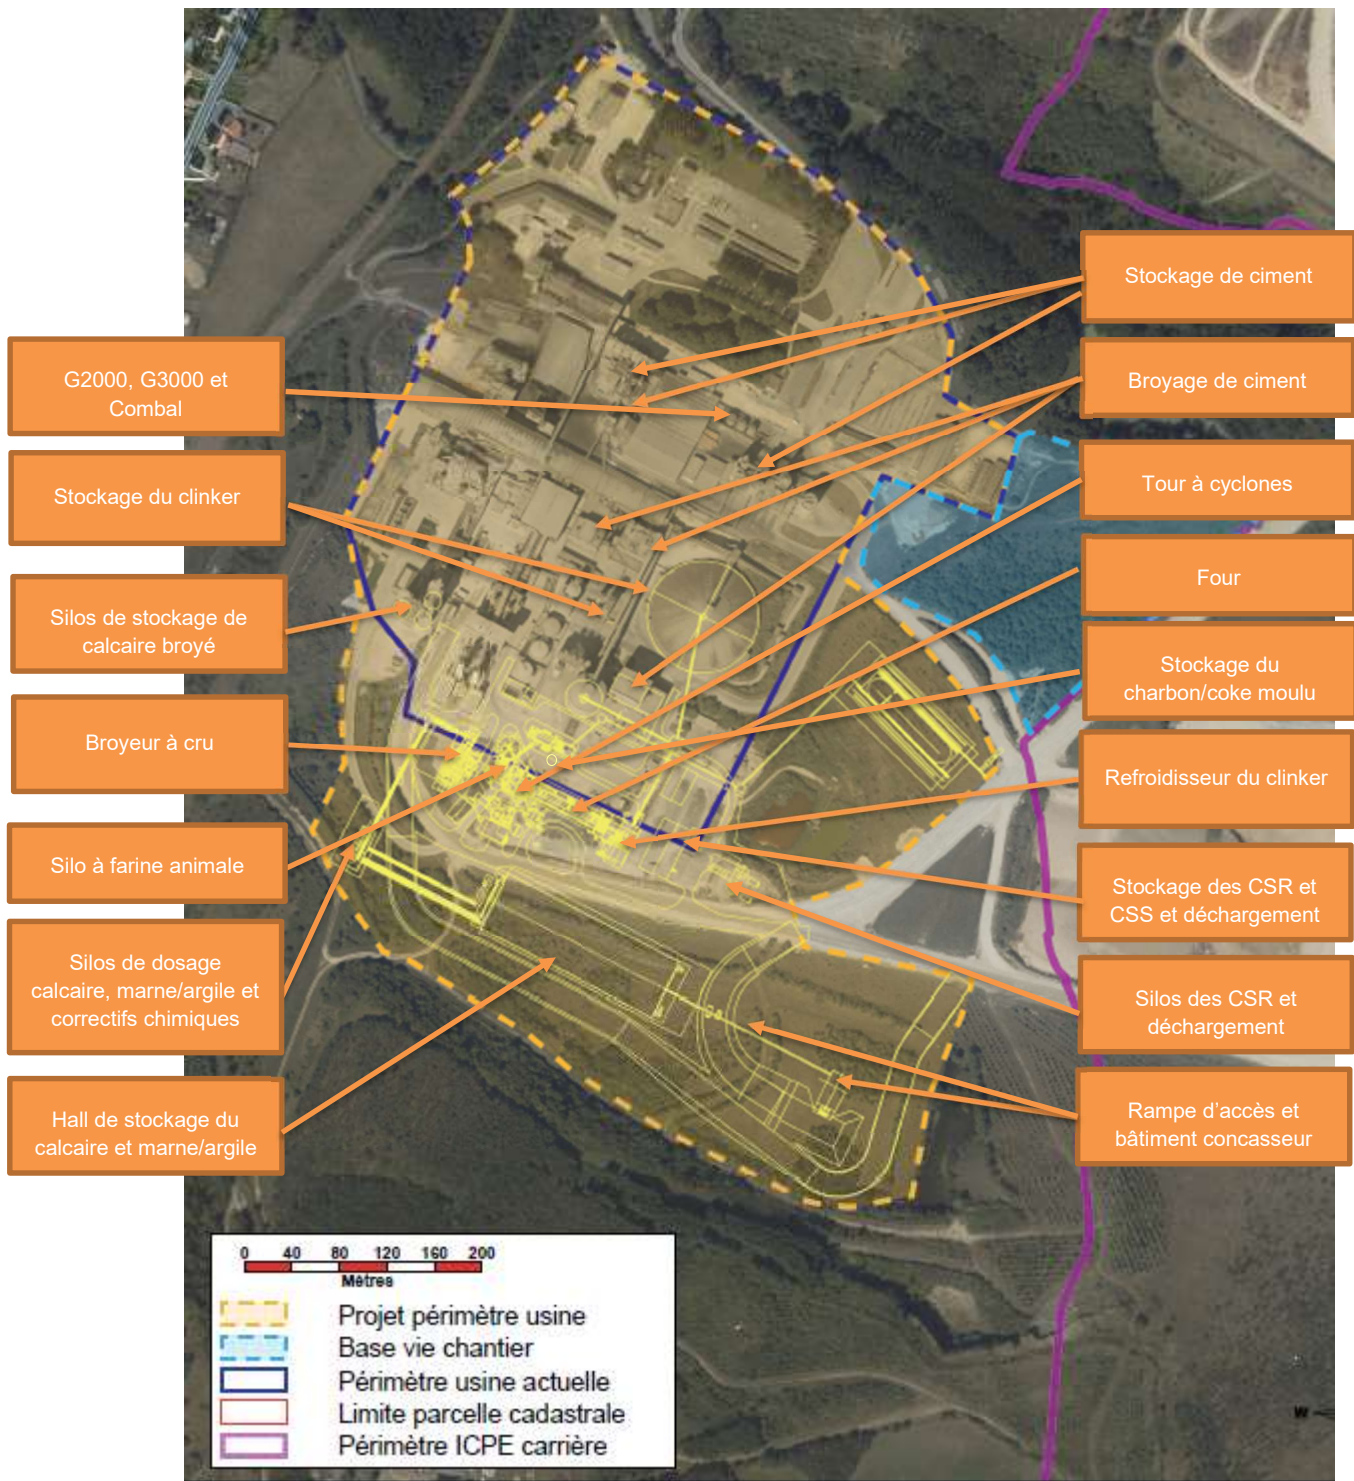 Stockage de ciment
G2000, G3000 et
Combal
Broyage de ciment
Stockage du clinker
Tour à cyclones
Four
Silos de stockage de
calcaire broyé
Stockage du
charbon/coke moulu
Broyeur à cru
Refroidisseur du clinker
Silo à farine animale
Stockage des CSR et
CSS et déchargement
Silos de dosage
calcaire, marne/argile et
correctifs chimiques
Silos des CSR et
déchargement
Hall de stockage du
calcaire et marne/argile
Rampe d'accès et
bâtiment concasseur
0 40 80 120 160 200
Mètres
Projet périmètre usine
Base vie chantier
Périmètre usine actuelle
Limite parcelle cadastrale
Périmètre ICPE carrière
W